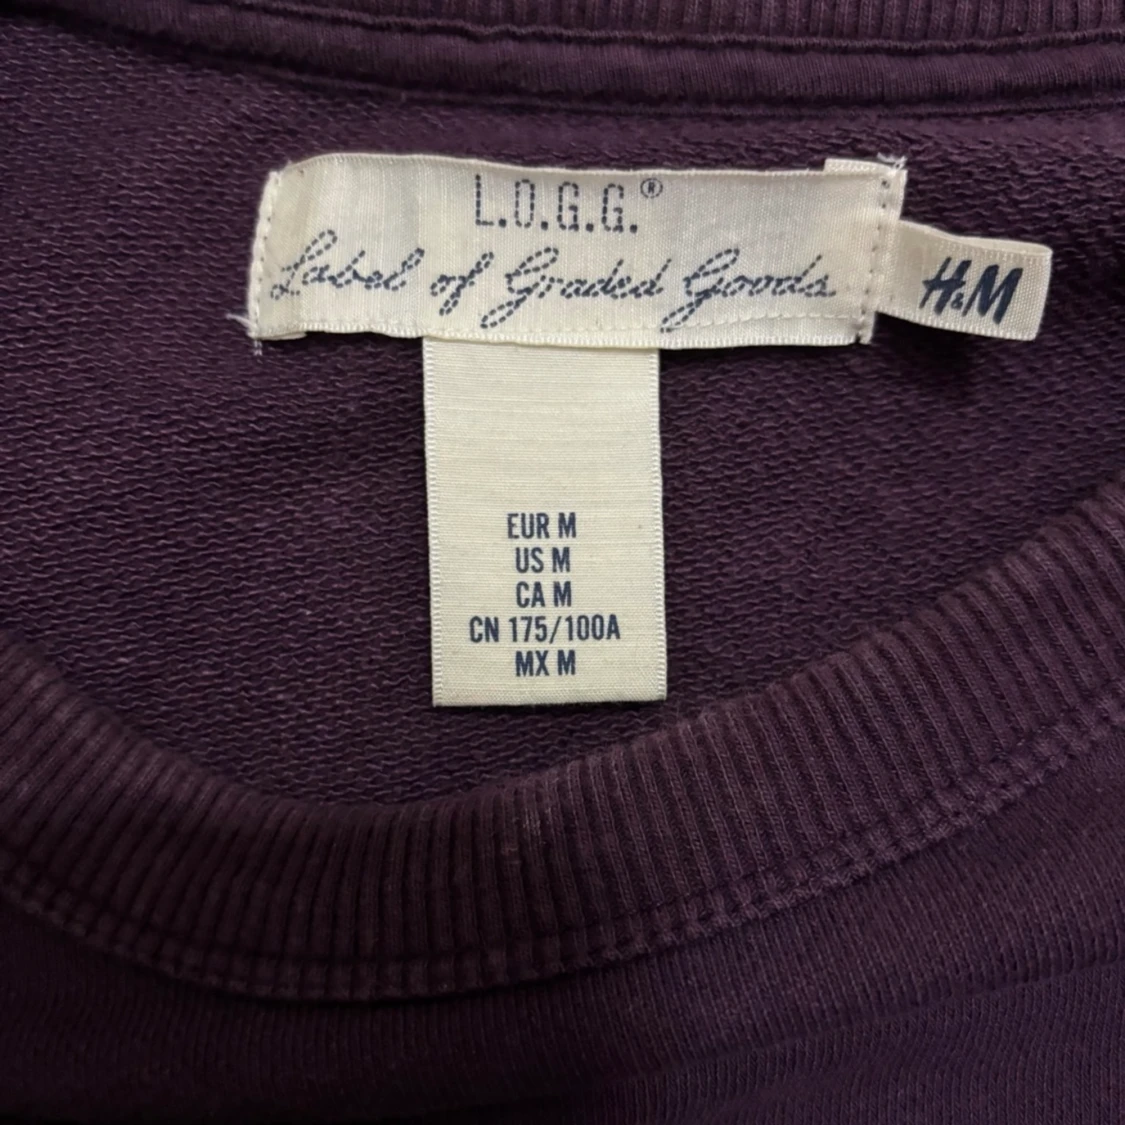 L.O.G.G.®
Label of Graded Goods
H&M
EUR M
US M
CA M
CN 175/100A
MX M